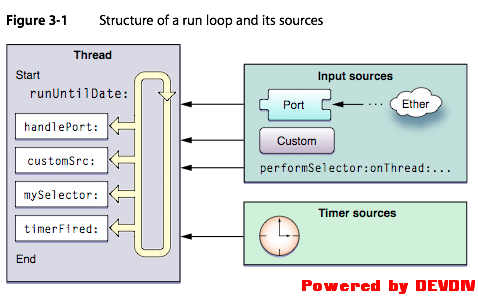 Figure 3-1 Structure of a run loop and its sources
Thread
Start
runUntilDate:
handlePort:
customSrc:
mySelector:
timerFired:
End
Input sources
Port
... Ether
Custom
performSelector:onThread:...
Timer sources
Powered by DEVDIV